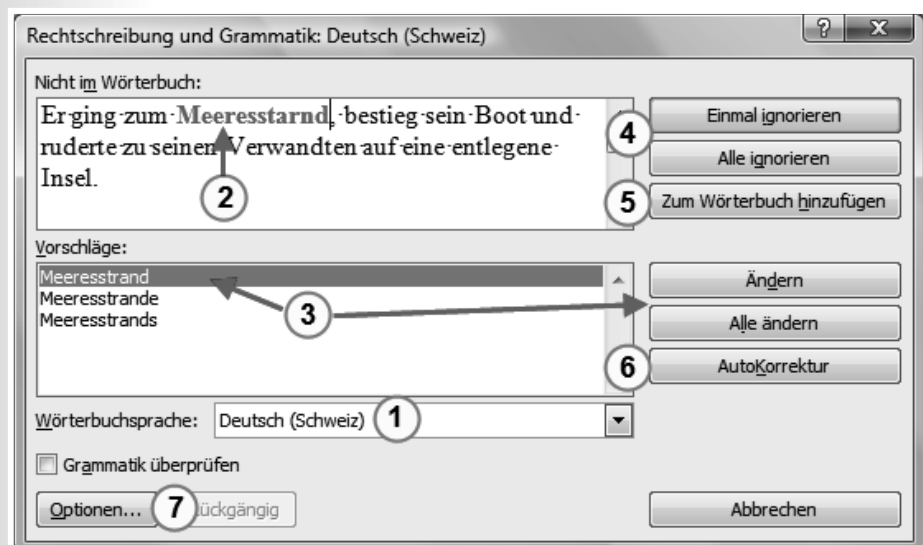 Rechtschreibung und Grammatik: Deutsch (Schweiz)
? X
Nicht im Wörterbuch:
Er·ging·zum·Meeresstarnd,·bestieg·sein·Boot·und·
ruderte·zu·seinen·Verwandten·auf·eine·entlegene·
Insel.
2
4
Einmal ignorieren
Alle ignorieren
5
Zum Wörterbuch hinzufügen
Vorschläge:
Meeresstrand
Meeresstrande
Meeresstrands
3
Ändern
Alle ändern
6
AutoKorrektur
Wörterbuchsprache:
Deutsch (Schweiz)
1
Grammatik überprüfen
Optionen...
7
Abbrechen